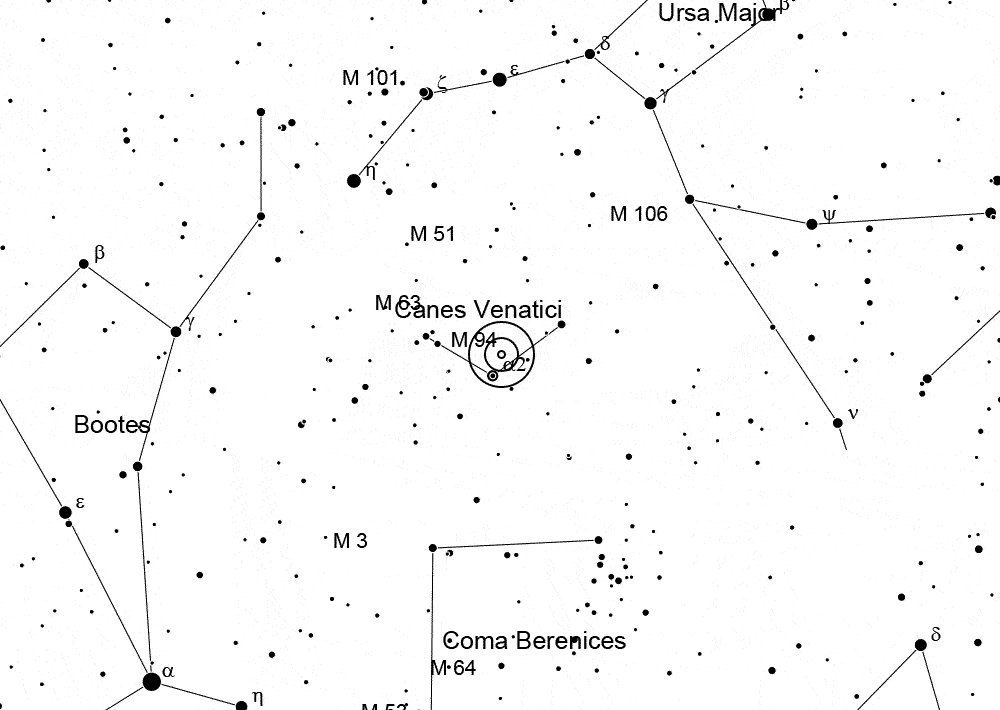 Ursa Major
β
δ
M 101
ζ
ε
γ
η
M 106
ψ
M 51
β
M 63
Canes Venatici
γ
M 94
α2
ν
Bootes
ε
M 3
Coma Berenices
δ
M 64
α
η